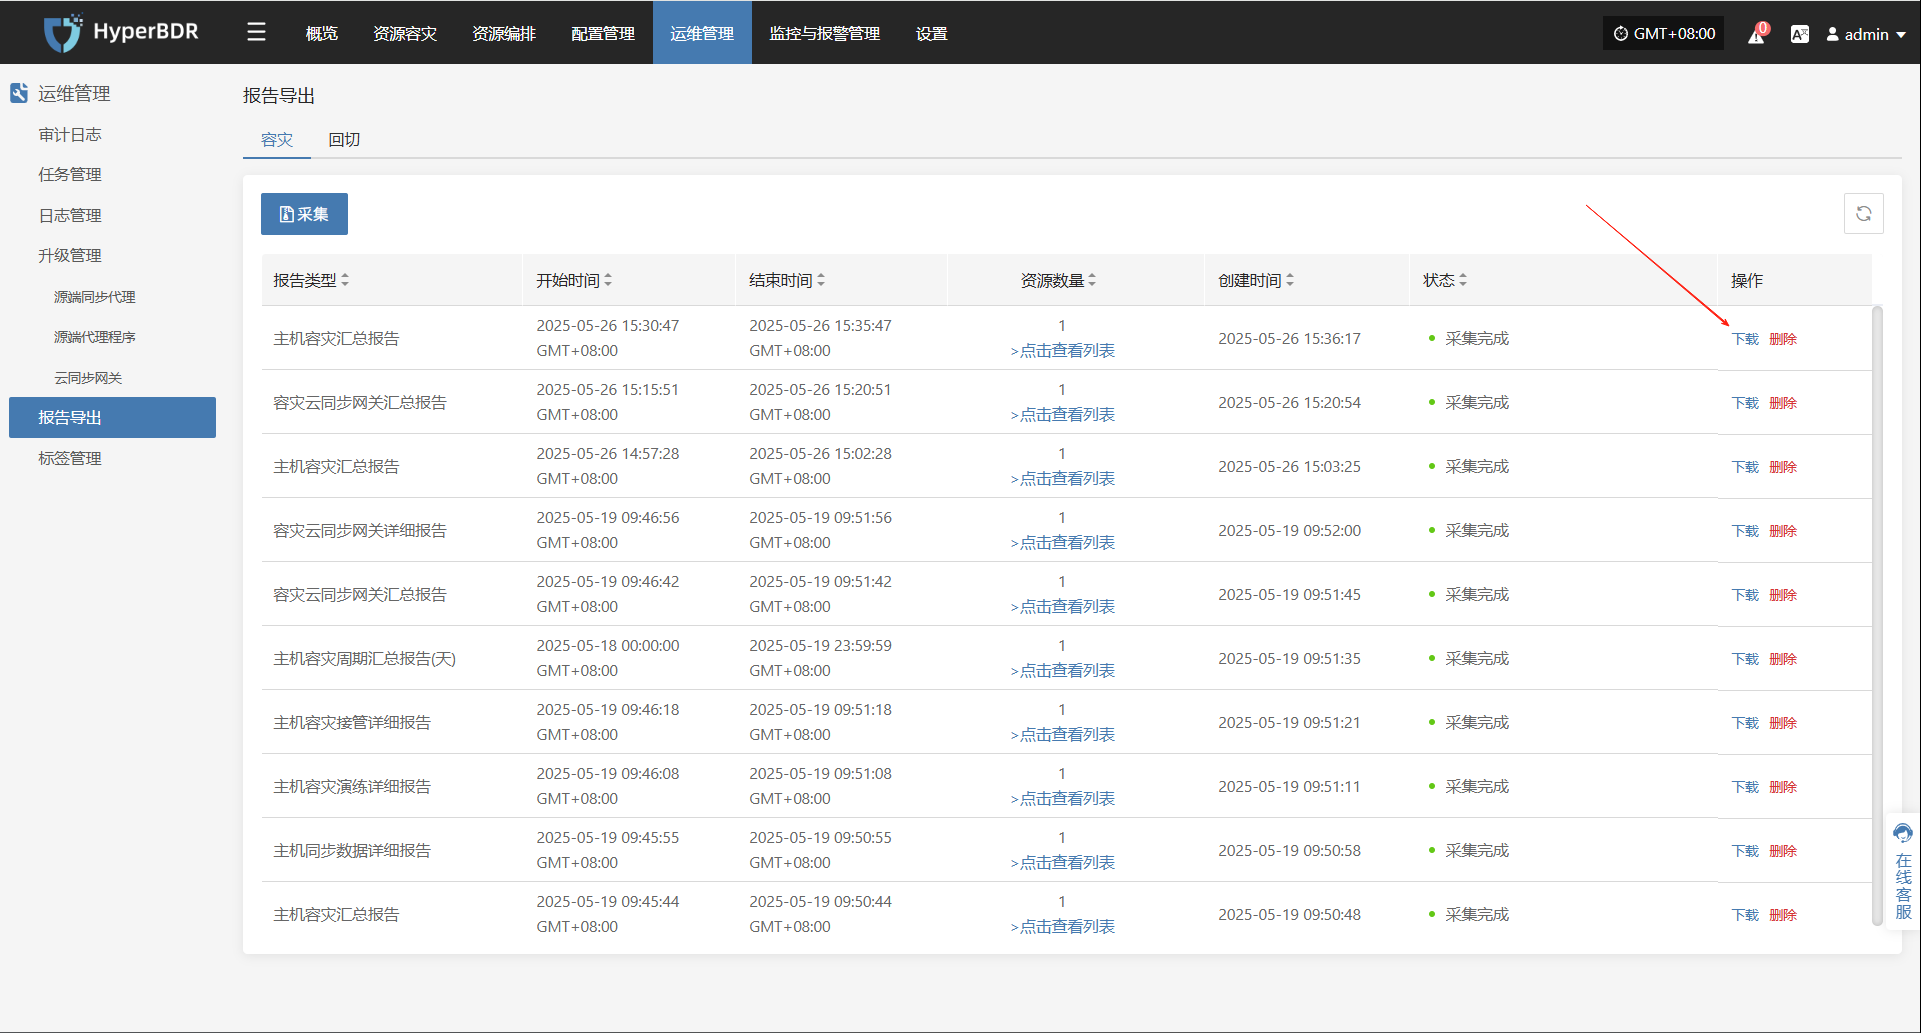 HyperBDR
概览
资源容灾
资源编排
配置管理
运维管理
监控与报警管理
设置
GMT+08:00
0
admin
运维管理
审计日志
任务管理
日志管理
升级管理
源端同步代理
源端代理程序
云同步网关
报告导出
标签管理
报告导出
容灾 回切
采集
报告类型 开始时间 结束时间 资源数量 创建时间 状态 操作
主机容灾汇总报告 2025-05-26 15:30:47 GMT+08:00 2025-05-26 15:35:47 GMT+08:00 1 >点击查看列表 2025-05-26 15:36:17 采集完成 下载 删除
容灾云同步网关汇总报告 2025-05-26 15:15:51 GMT+08:00 2025-05-26 15:20:51 GMT+08:00 1 >点击查看列表 2025-05-26 15:20:54 采集完成 下载 删除
主机容灾汇总报告 2025-05-26 14:57:28 GMT+08:00 2025-05-26 15:02:28 GMT+08:00 1 >点击查看列表 2025-05-26 15:03:25 采集完成 下载 删除
容灾云同步网关详细报告 2025-05-19 09:46:56 GMT+08:00 2025-05-19 09:51:56 GMT+08:00 1 >点击查看列表 2025-05-19 09:52:00 采集完成 下载 删除
容灾云同步网关汇总报告 2025-05-19 09:46:42 GMT+08:00 2025-05-19 09:51:42 GMT+08:00 1 >点击查看列表 2025-05-19 09:51:45 采集完成 下载 删除
主机容灾周期汇总报告(天) 2025-05-18 00:00:00 GMT+08:00 2025-05-19 23:59:59 GMT+08:00 1 >点击查看列表 2025-05-19 09:51:35 采集完成 下载 删除
主机容灾接管详细报告 2025-05-19 09:46:18 GMT+08:00 2025-05-19 09:51:18 GMT+08:00 1 >点击查看列表 2025-05-19 09:51:21 采集完成 下载 删除
主机容灾演练详细报告 2025-05-19 09:46:08 GMT+08:00 2025-05-19 09:51:08 GMT+08:00 1 >点击查看列表 2025-05-19 09:51:11 采集完成 下载 删除
主机同步数据详细报告 2025-05-19 09:45:55 GMT+08:00 2025-05-19 09:50:55 GMT+08:00 1 >点击查看列表 2025-05-19 09:50:58 采集完成 下载 删除
主机容灾汇总报告 2025-05-19 09:45:44 GMT+08:00 2025-05-19 09:50:44 GMT+08:00 1 >点击查看列表 2025-05-19 09:50:48 采集完成 下载 删除
在线客服